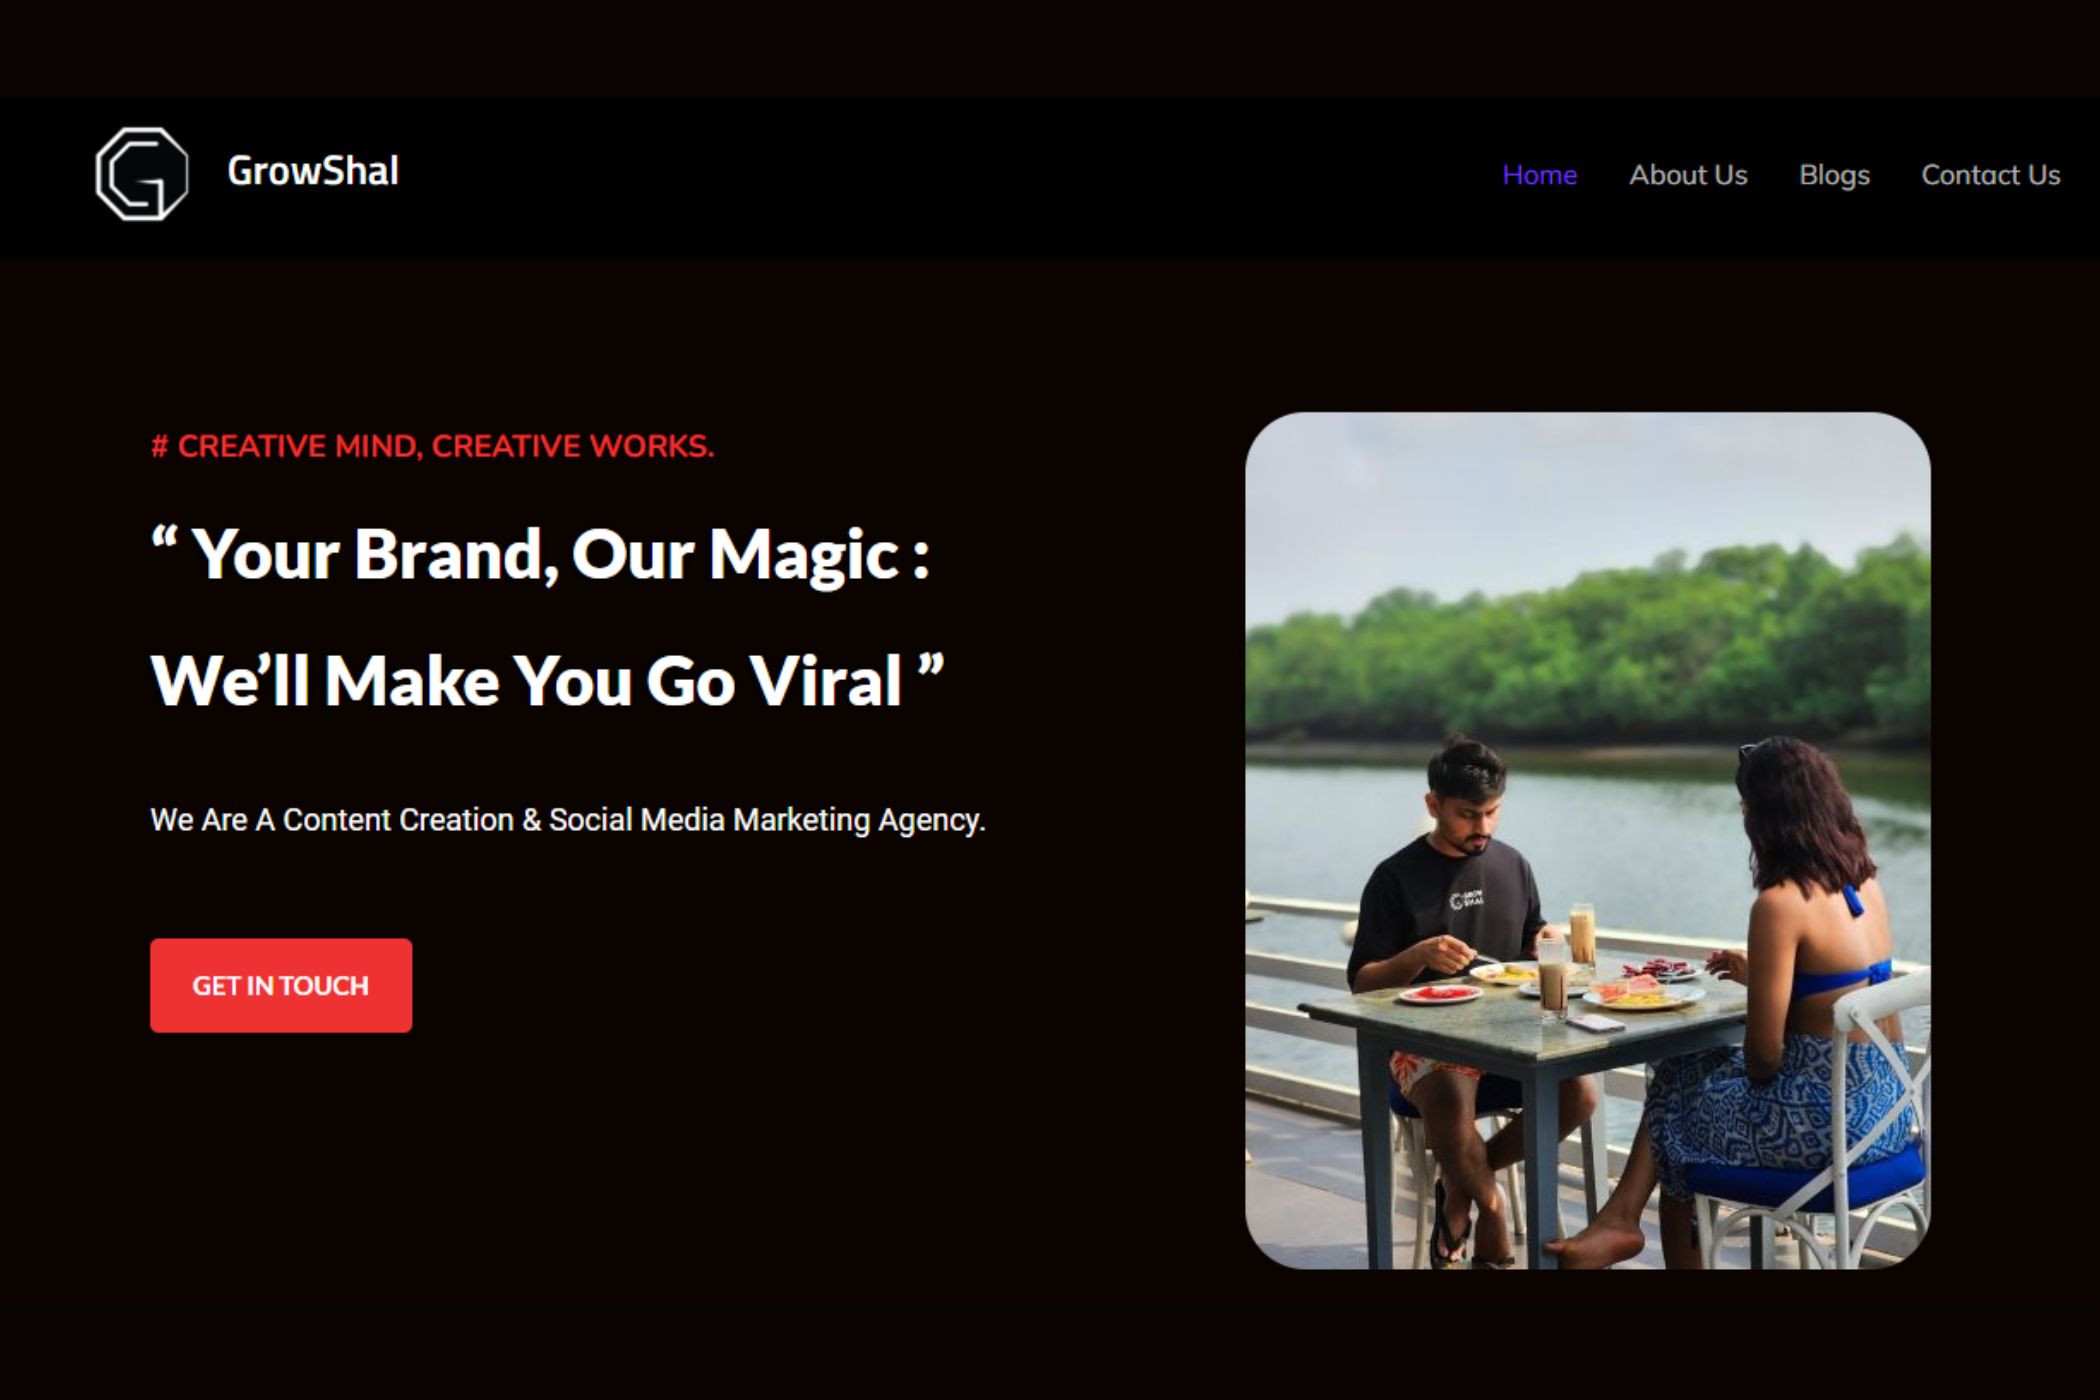 GrowShal
Home
About Us
Blogs
Contact Us
# CREATIVE MIND, CREATIVE WORKS.
“ Your Brand, Our Magic :
We’ll Make You Go Viral ”
We Are A Content Creation & Social Media Marketing Agency.
GET IN TOUCH
GROW
SHAL